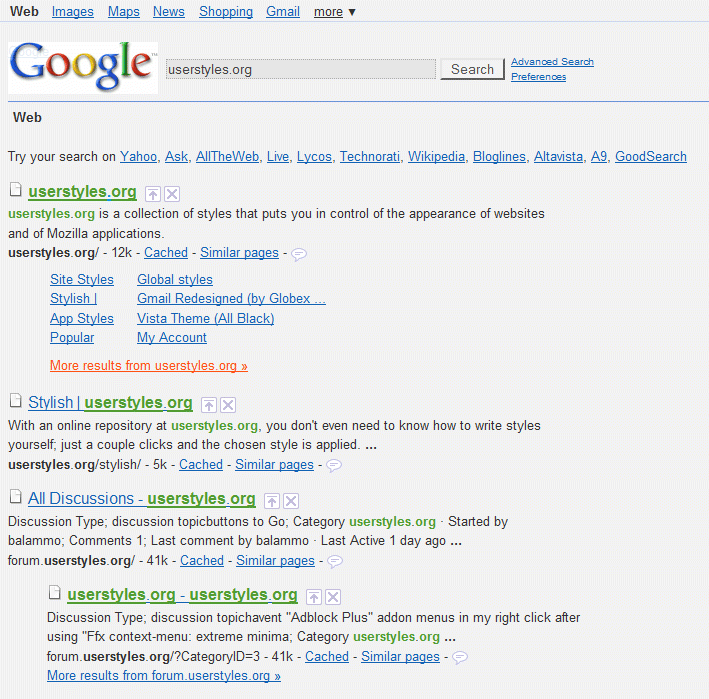 Web Images Maps News Shopping Gmail more ▼
Google™
userstyles.org Search Advanced Search
Preferences
Web
Try your search on Yahoo, Ask, AllTheWeb, Live, Lycos, Technorati, Wikipedia, Bloglines, Altavista, A9, GoodSearch
userstyles.org
userstyles.org is a collection of styles that puts you in control of the appearance of websites
and of Mozilla applications.
userstyles.org/ - 12k - Cached - Similar pages -
Site Styles Global styles
Stylish | Gmail Redesigned (by Globex ...
App Styles Vista Theme (All Black)
Popular My Account
More results from userstyles.org »
Stylish | userstyles.org
With an online repository at userstyles.org, you don't even need to know how to write styles
yourself; just a couple clicks and the chosen style is applied. ...
userstyles.org/stylish/ - 5k - Cached - Similar pages -
All Discussions - userstyles.org
Discussion Type; discussion topicbuttons to Go; Category userstyles.org · Started by
balammo; Comments 1; Last comment by balammo · Last Active 1 day ago ...
forum.userstyles.org/ - 41k - Cached - Similar pages -
userstyles.org - userstyles.org
Discussion Type; discussion topichavent "Adblock Plus" addon menus in my right click after
using "Ffx context-menu: extreme minima; Category userstyles.org ...
forum.userstyles.org/?CategoryID=3 - 41k - Cached - Similar pages -
More results from forum.userstyles.org »